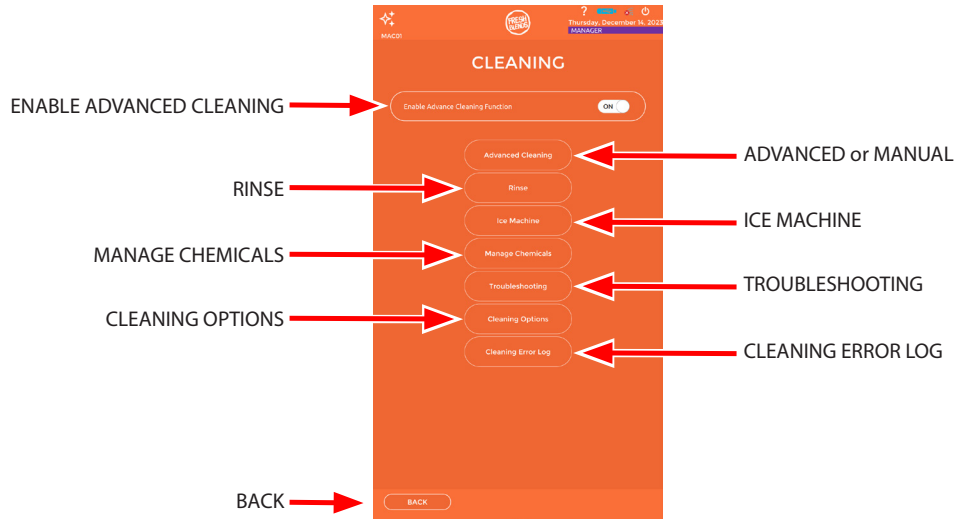 ?
MAC01
FRESH
BLENDS
Thursday, December 14, 2023
MANAGER
CLEANING
ENABLE ADVANCED CLEANING
Enable Advance Cleaning Function
ON
Advanced Cleaning
ADVANCED or MANUAL
RINSE
Rinse
Ice Machine
ICE MACHINE
MANAGE CHEMICALS
Manage Chemicals
Troubleshooting
TROUBLESHOOTING
CLEANING OPTIONS
Cleaning Options
Cleaning Error Log
CLEANING ERROR LOG
BACK
BACK